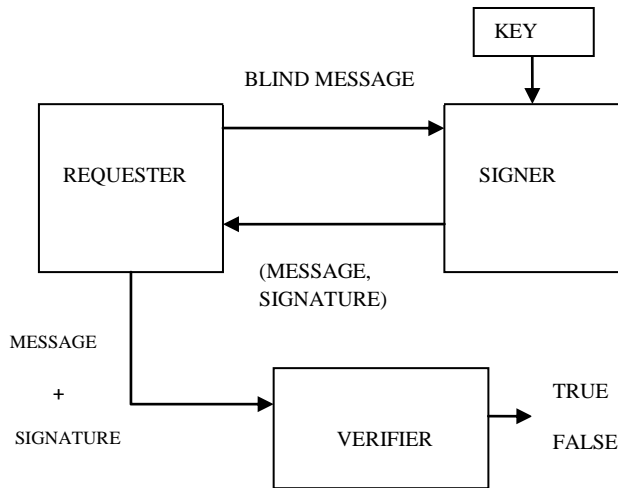 KEY
BLIND MESSAGE
REQUESTER
SIGNER
(MESSAGE,
SIGNATURE)
MESSAGE
+
SIGNATURE
VERIFIER
TRUE
FALSE